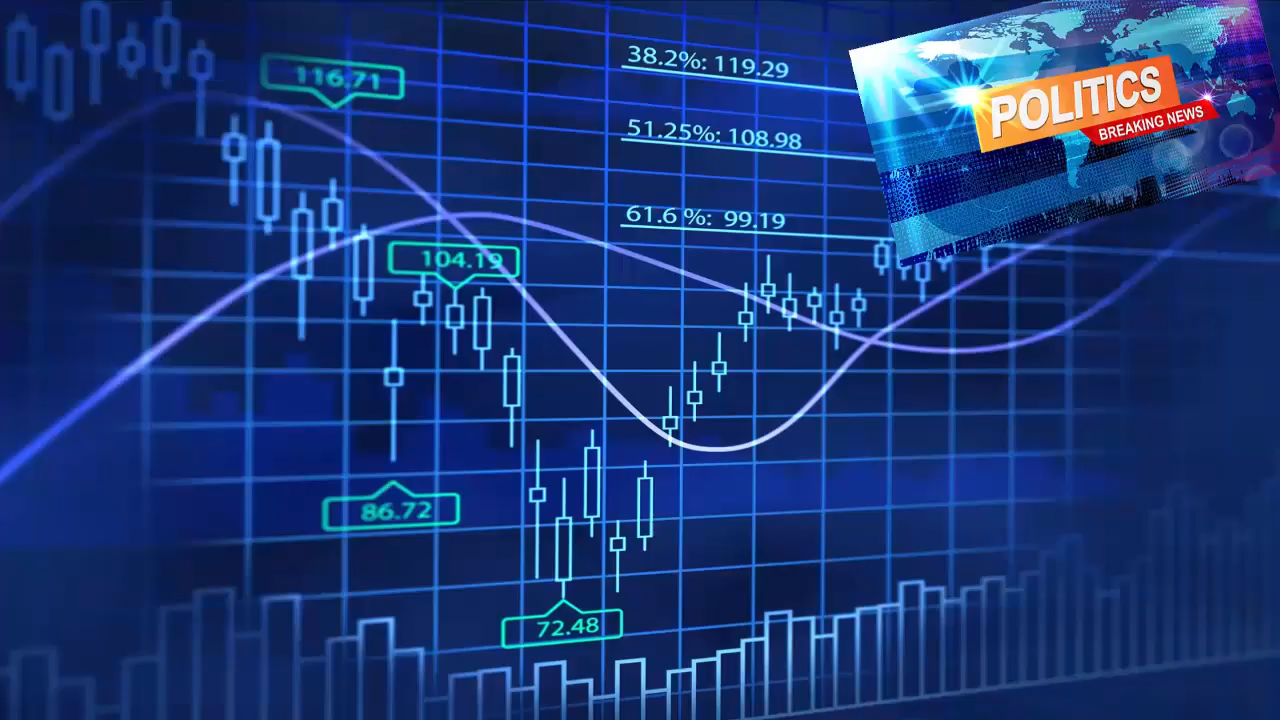 38.2%: 119.29
116.71
POLITICS
BREAKING NEWS
51.25%: 108.98
61.6 %: 99.19
104.19
86.72
72.48